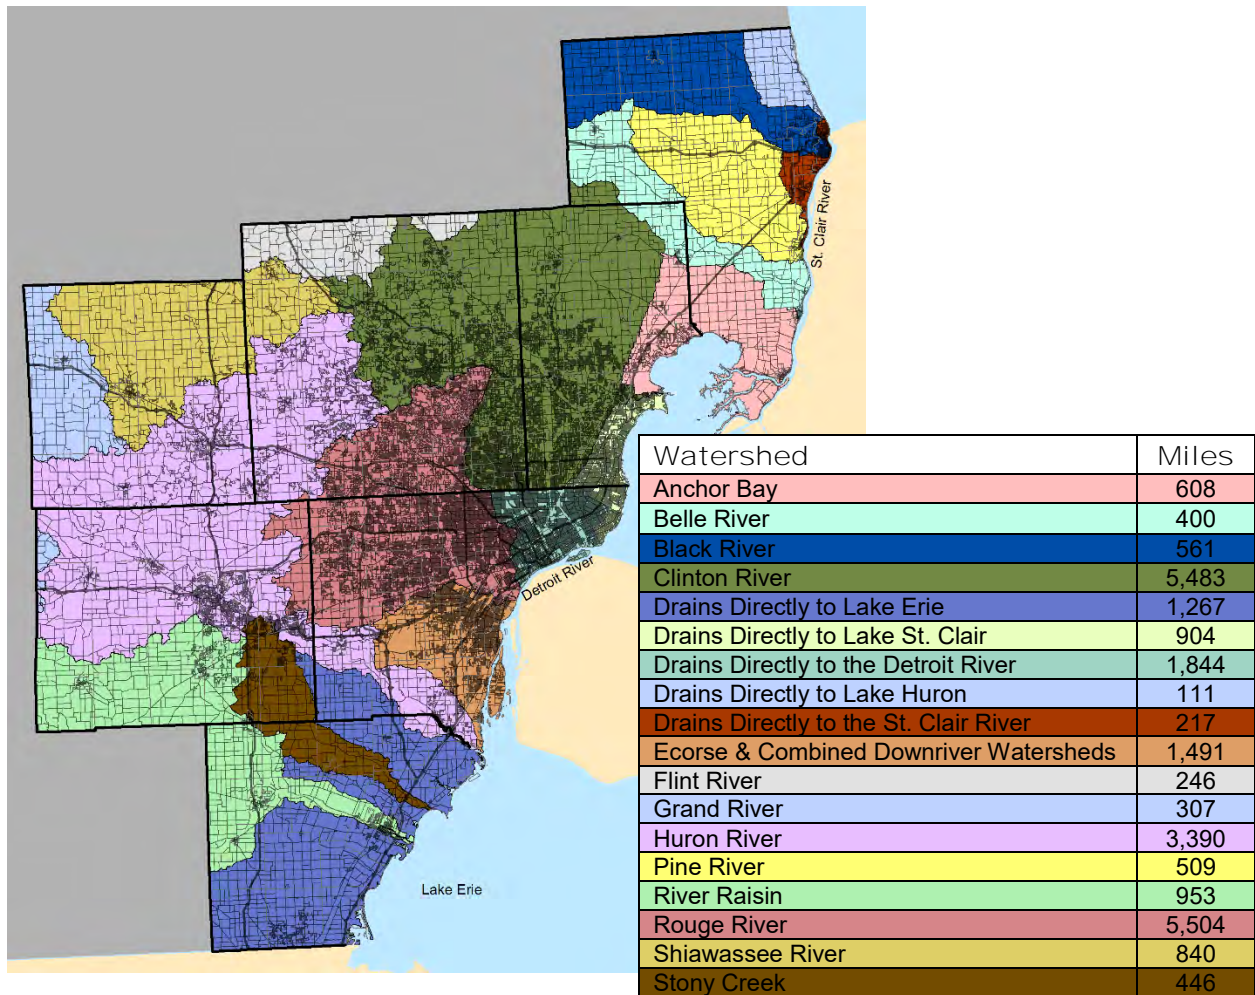 St. Clair River
Detroit River
Lake Erie
Watershed Miles
Anchor Bay 608
Belle River 400
Black River 561
Clinton River 5,483
Drains Directly to Lake Erie 1,267
Drains Directly to Lake St. Clair 904
Drains Directly to the Detroit River 1,844
Drains Directly to Lake Huron 111
Drains Directly to the St. Clair River 217
Ecorse & Combined Downriver Watersheds 1,491
Flint River 246
Grand River 307
Huron River 3,390
Pine River 509
River Raisin 953
Rouge River 5,504
Shiawassee River 840
Stony Creek 446